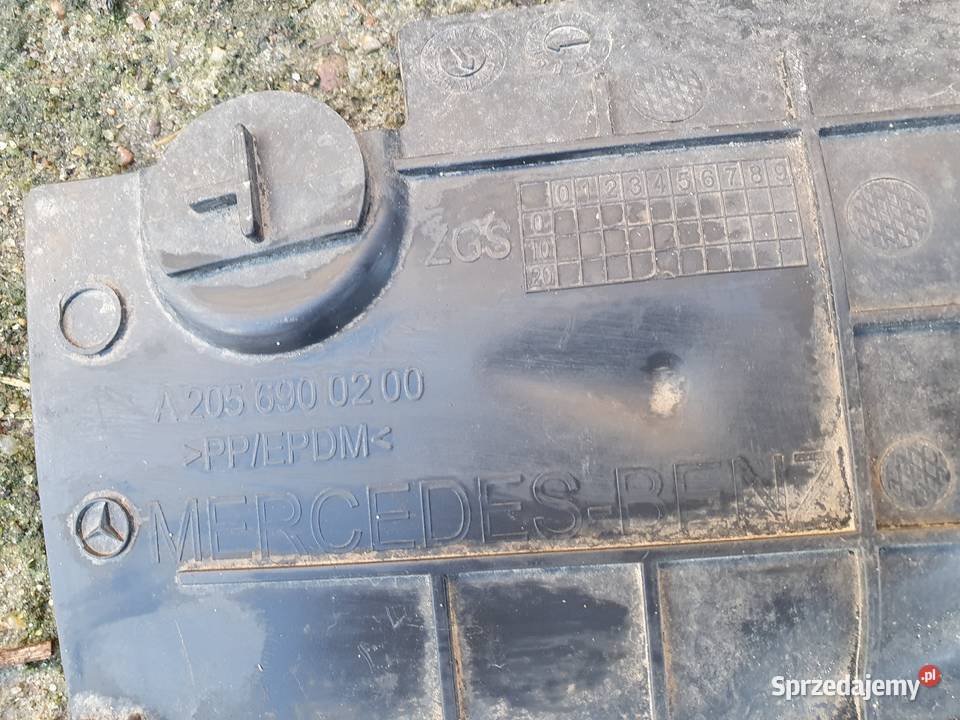 1
ZGS
0 1 2 3 4 5 6 7 8 9
0
10
20
A 205 690 02 00
>PP/EPDM<
MERCEDES-BENZ
Sprzedajemy.pl